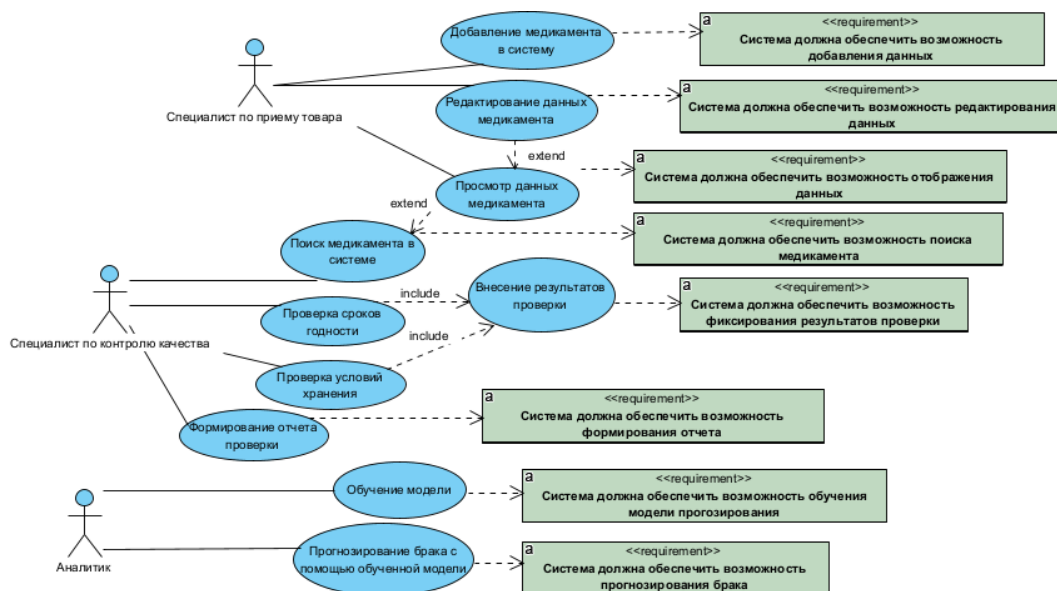 Добавление медикамента
в систему
a
<<requirement>>
Система должна обеспечить возможность
добавления данных
Специалист по приему товара
Редактирование данных
медикамента
a
<<requirement>>
Система должна обеспечить возможность редактирования
данных
extend
Просмотр данных
медикамента
a
<<requirement>>
Система должна обеспечить возможность отображения
данных
extend
Поиск медикамента в
системе
a
<<requirement>>
Система должна обеспечить возможность поиска
медикамента
Специалист по контролю качества
include
Проверка сроков
годности
Внесение результатов
проверки
a
<<requirement>>
Система должна обеспечить возможность
фиксирования результатов проверки
include
Проверка условий
хранения
Формирование отчета
проверки
a
<<requirement>>
Система должна обеспечить возможность
формирования отчета
Обучение модели
a
<<requirement>>
Система должна обеспечить возможность обучения
модели прогозирования
Аналитик
Прогнозирование брака с
помощью обученной модели
a
<<requirement>>
Система должна обеспечить возможность
прогнозирования брака